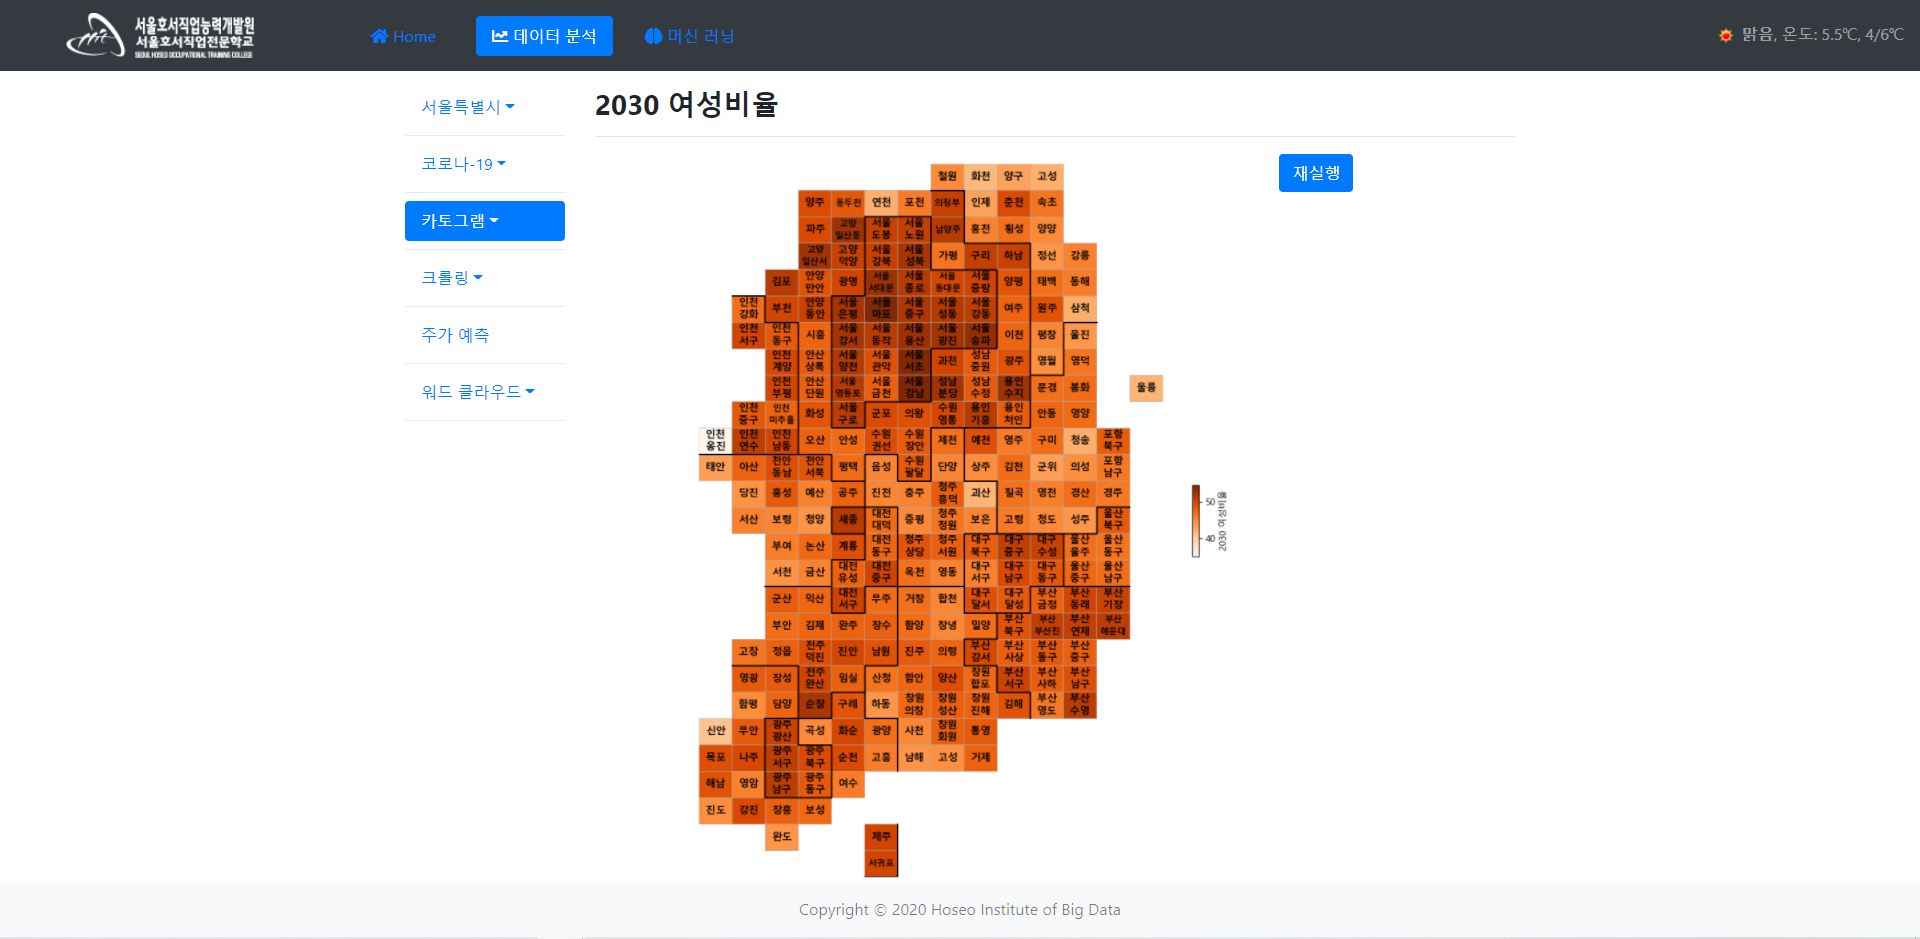 서울호서직업능력개발원
서울호서직업전문학교
SEOUL HOSEO OCCUPATIONAL TRAINING COLLEGE
Home
데이터 분석
머신 러닝
맑음, 온도: 5.5℃, 4/6℃
서울특별시
코로나-19
카토그램
크롤링
주가 예측
워드 클라우드
2030 여성비율
재실행
철원 화천 양구 고성
양주 동두천 연천 포천 의정부 인제 춘천 속초
파주 고양 일산동 서울 도봉 서울 노원 남양주 홍천 횡성 양양
고양 일산서 고양 덕양 서울 강북 서울 성북 가평 구리 하남 정선 강릉
김포 안양 만안 광명 서울 서대문 서울 종로 서울 동대문 서울 중랑 양평 태백 동해
인천 강화 부천 안양 동안 서울 은평 서울 마포 서울 중구 서울 성동 서울 강동 여주 원주 삼척
인천 서구 인천 동구 시흥 서울 강서 서울 동작 서울 용산 서울 광진 서울 송파 이천 평창 울진
인천 계양 안산 상록 서울 양천 서울 관악 서울 서초 과천 성남 중원 광주 영월 영덕
인천 부평 안산 단원 서울 영등포 서울 금천 서울 강남 성남 분당 성남 수정 용인 수지 문경 봉화 울릉
인천 중구 인천 미추홀 화성 서울 구로 군포 의왕 수원 영통 용인 기흥 용인 처인 안동 영양
인천 옹진 인천 연수 인천 남동 오산 안성 수원 권선 수원 장안 제천 예천 영주 구미 청송 포항 북구
태안 아산 천안 동남 천안 서북 평택 음성 수원 팔달 단양 상주 김천 군위 의성 포항 남구
당진 홍성 예산 공주 진천 충주 청주 흥덕 괴산 칠곡 영천 경산 경주
서산 보령 청양 세종 대전 대덕 증평 청주 청원 보은 고령 청도 성주 울산 북구
부여 논산 계룡 대전 동구 청주 상당 청주 서원 대구 북구 대구 중구 대구 수성 울산 울주 울산 동구
서천 금산 대전 유성 대전 중구 옥천 영동 대구 서구 대구 남구 대구 동구 울산 중구 울산 남구
군산 익산 대전 서구 무주 거창 합천 대구 달서 대구 달성 부산 금정 부산 동래 부산 기장
부안 김제 완주 장수 함양 창녕 밀양 부산 북구 부산 부산진 부산 연제 부산 해운대
고창 정읍 전주 덕진 진안 남원 진주 의령 부산 강서 부산 사상 부산 동구 부산 중구
영광 장성 전주 완산 임실 산청 함안 양산 창원 합포 부산 서구 부산 사하 부산 남구
함평 담양 순창 구례 하동 창원 의창 창원 성산 창원 진해 김해 부산 영도 부산 수영
신안 무안 광주 광산 곡성 화순 광양 사천 창원 회원 통영
목포 나주 광주 서구 광주 북구 순천 고흥 남해 고성 거제
해남 영암 광주 남구 광주 동구 여수
진도 강진 장흥 보성
완도 제주
서귀포
50
40
2030 여성비율
Copyright © 2020 Hoseo Institute of Big Data